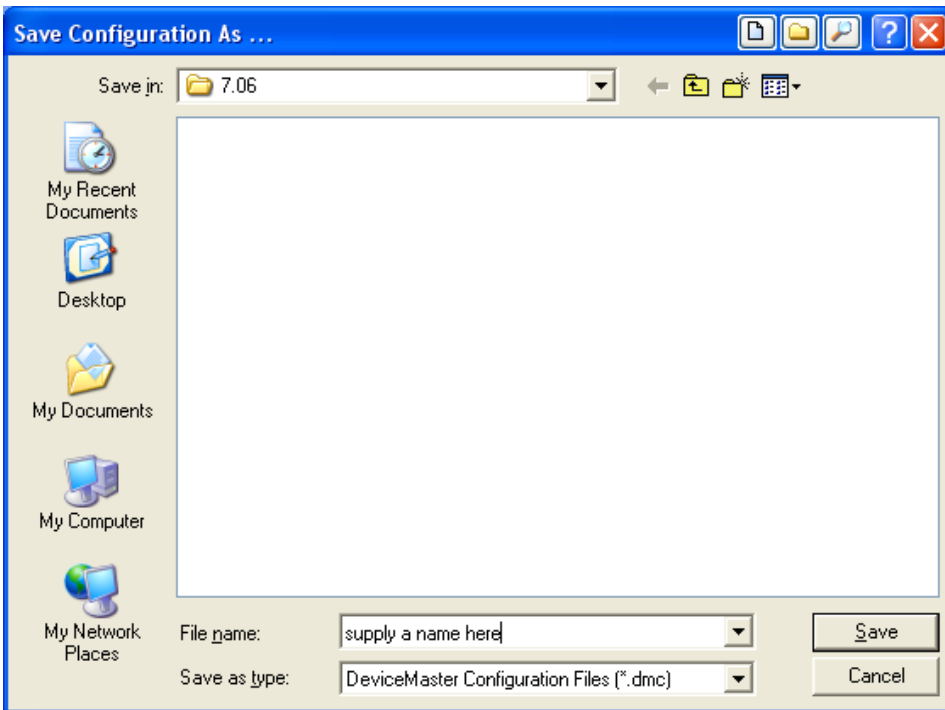 Save Configuration As ...
Save in:
7.06
My Recent
Documents
Desktop
My Documents
My Computer
My Network
Places
File name:
supply a name here
Save
Save as type:
DeviceMaster Configuration Files (*.dmc)
Cancel